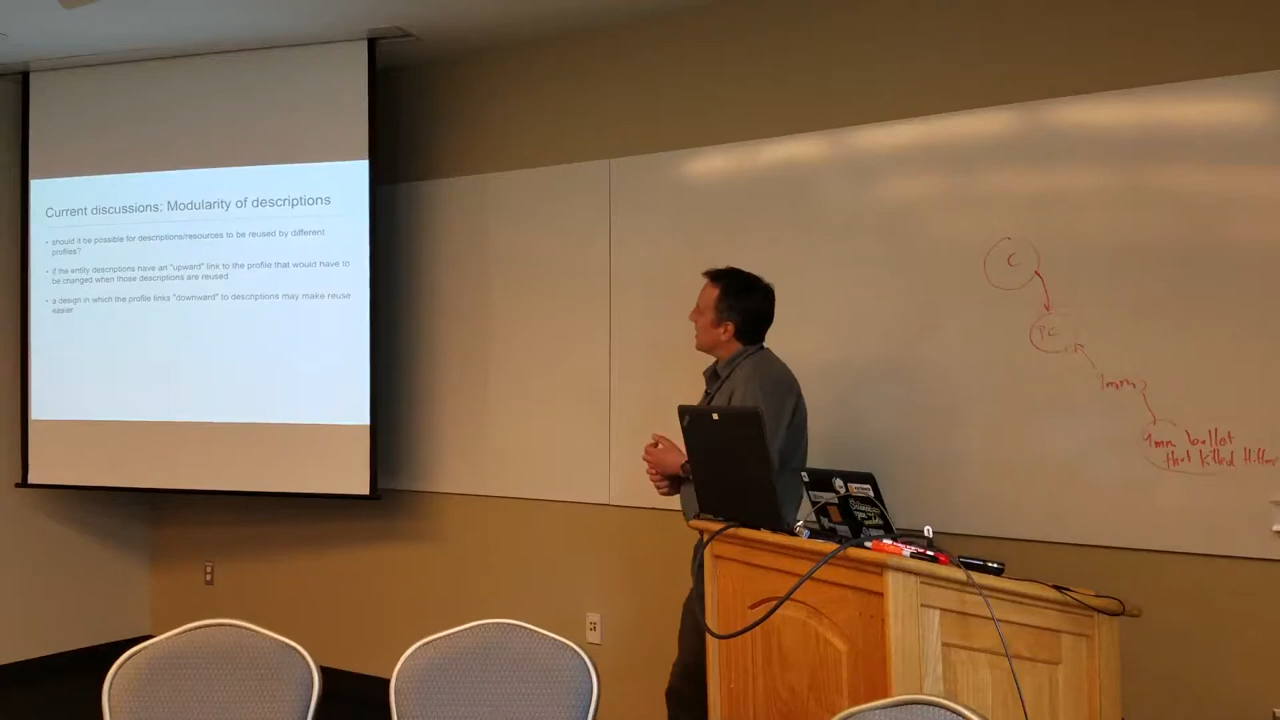 Current discussions: Modularity of descriptions
• should it be possible for descriptions/resources to be reused by different
profiles?
• if the entity descriptions have an "upward" link to the profile that would have to
be changed when those descriptions are reused
• a design in which the profile links "downward" to descriptions may make reuse
easier
C
PC
9mm
9mm bullet
that killed Hitler